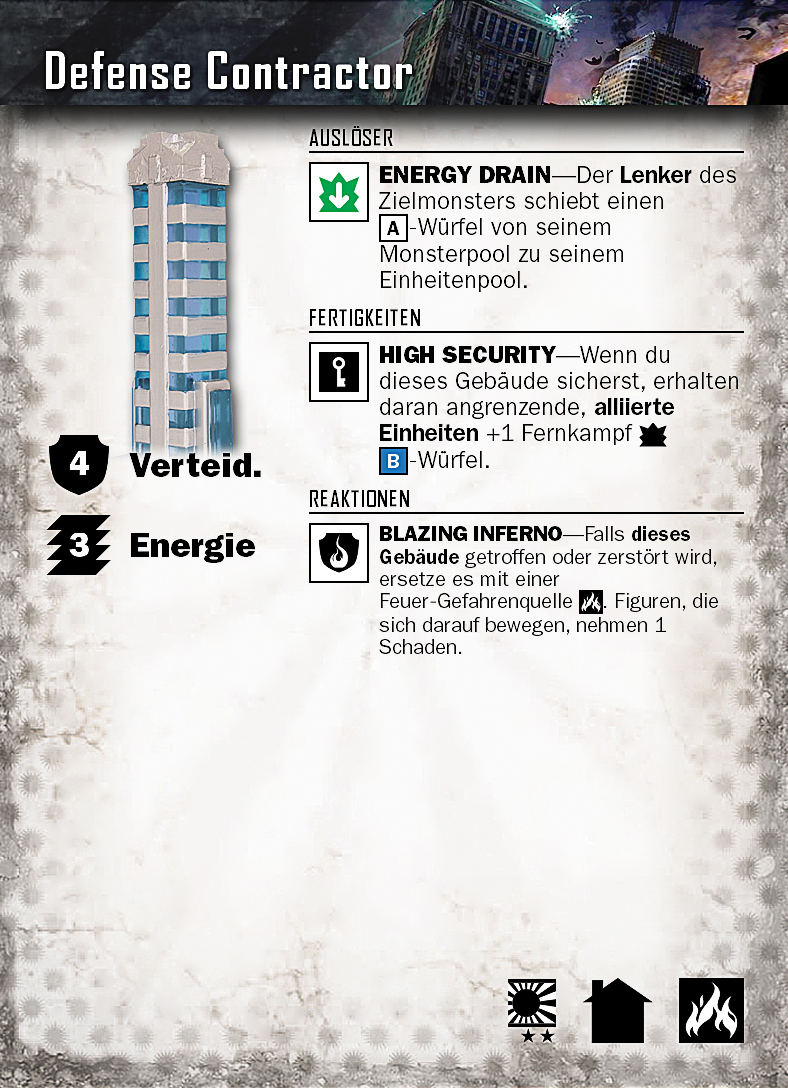 Defense Contractor
AUSLÖSER
ENERGY DRAIN—Der Lenker des
Zielmonsters schiebt einen
A-Würfel von seinem
Monsterpool zu seinem
Einheitenpool.
FERTIGKEITEN
HIGH SECURITY—Wenn du
dieses Gebäude sicherst, erhalten
daran angrenzende, alliierte
Einheiten +1 Fernkampf
B-Würfel.
4 Verteid.
REAKTIONEN
3 Energie
BLAZING INFERNO—Falls dieses
Gebäude getroffen oder zerstört wird,
ersetze es mit einer
Feuer-Gefahrenquelle . Figuren, die
sich darauf bewegen, nehmen 1
Schaden.